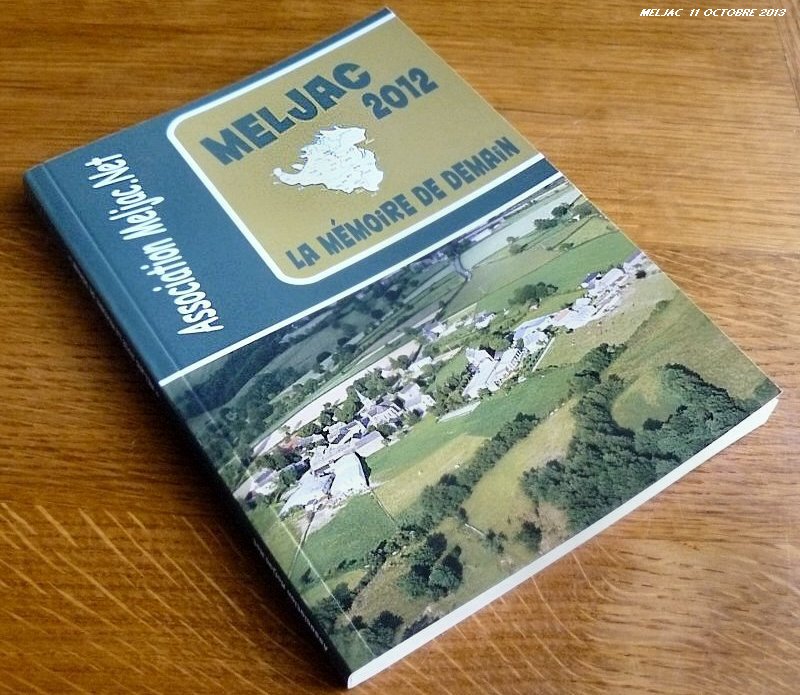 MELJAC 11 OCTOBRE 2013
MELJAC
2012
LA MÉMOIRE DE DEMAIN
Association Meljac.Net